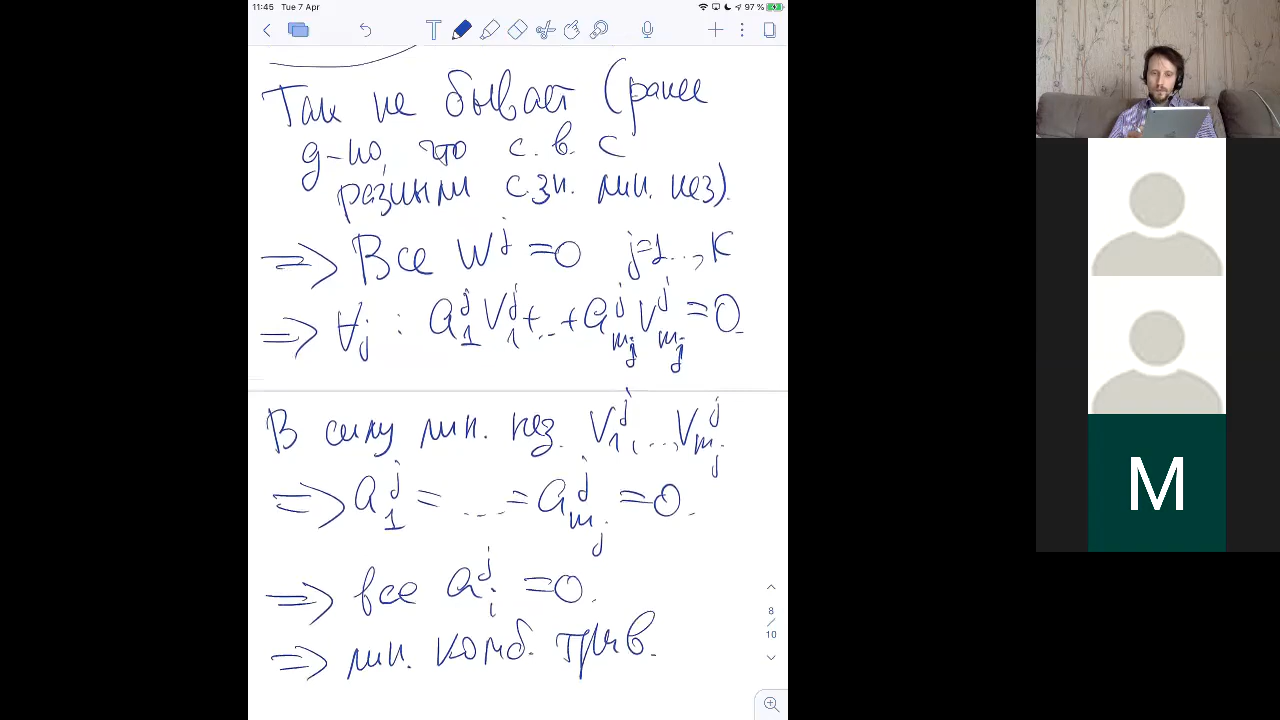 11:45 Tue 7 Apr
97 %
Так не бывает (ранее
д-но, что с. в. с
разными с.зн. лин. нез).
=> Все W^j =0 j=1...,K
=> ∀j : a_1^j V_1^j+...+a_{m_j}^j V_{m_j}^j =0
В силу лин. нез. V_1^j,...V_{m_j}^j
=> a_1^j = ... = a_{m_j}^j =0.
=> все a_i^j =0.
=> лин. комб. трив.
8
/
10
M